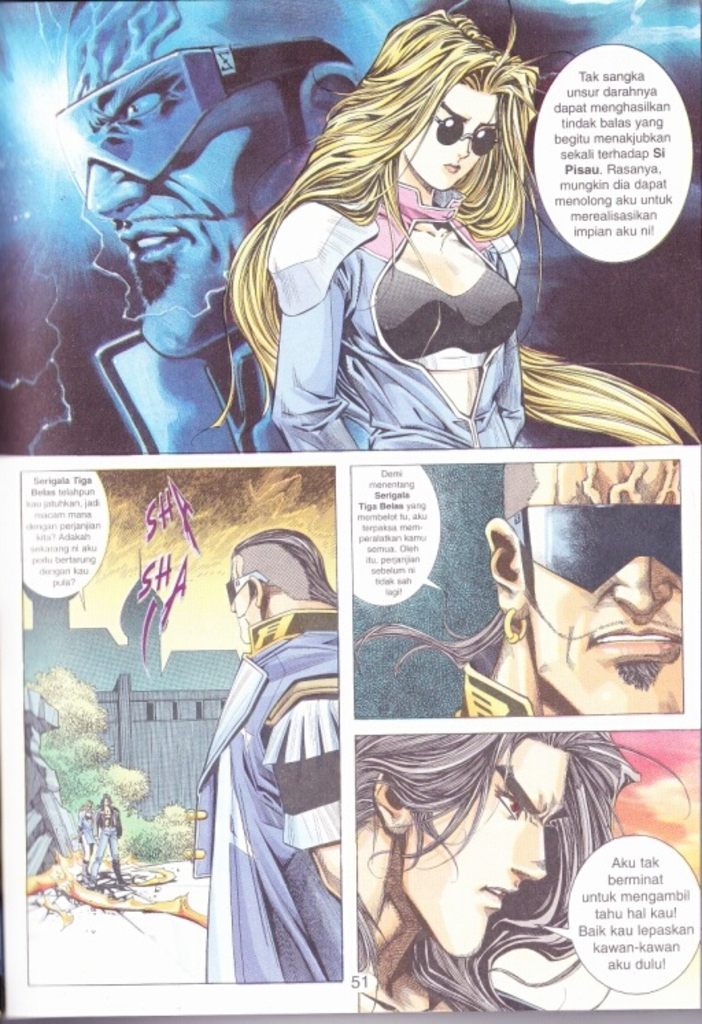 Tak sangka
unsur darahnya
dapat menghasilkan
tindak balas yang
begitu menakjubkan
sekali terhadap Si
Pisau. Rasanya,
mungkin dia dapat
menolong aku untuk
merealisasikan
impian aku ni!
Serigala Tiga
Belas telahpun
kau jatuhkan, jadi
macam mana
dengan perjanjian
kita? Adakah
sekarang ni aku
perlu bertarung
dengan kau
pula?
SHA
SHA
Demi
menentang
Serigala
Tiga Belas yang
membelot tu, aku
terpaksa mem-
peralatkan kamu
semua. Oleh
itu, perjanjian
sebelum ni
tidak sah
lagi!
Aku tak
berminat
untuk mengambil
tahu hal kau!
Baik kau lepaskan
kawan-kawan
aku dulu!
51